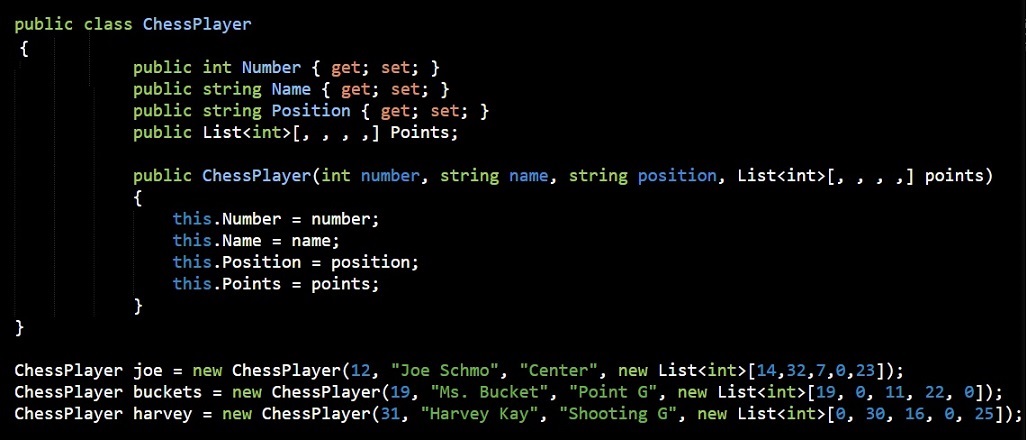 public class ChessPlayer
{
public int Number { get; set; }
public string Name { get; set; }
public string Position { get; set; }
public List<int>[, , , ,] Points;
public ChessPlayer(int number, string name, string position, List<int>[, , , ,] points)
{
this.Number = number;
this.Name = name;
this.Position = position;
this.Points = points;
}
}
ChessPlayer joe = new ChessPlayer(12, "Joe Schmo", "Center", new List<int>[14,32,7,0,23]);
ChessPlayer buckets = new ChessPlayer(19, "Ms. Bucket", "Point G", new List<int>[19, 0, 11, 22, 0]);
ChessPlayer harvey = new ChessPlayer(31, "Harvey Kay", "Shooting G", new List<int>[0, 30, 16, 0, 25]);